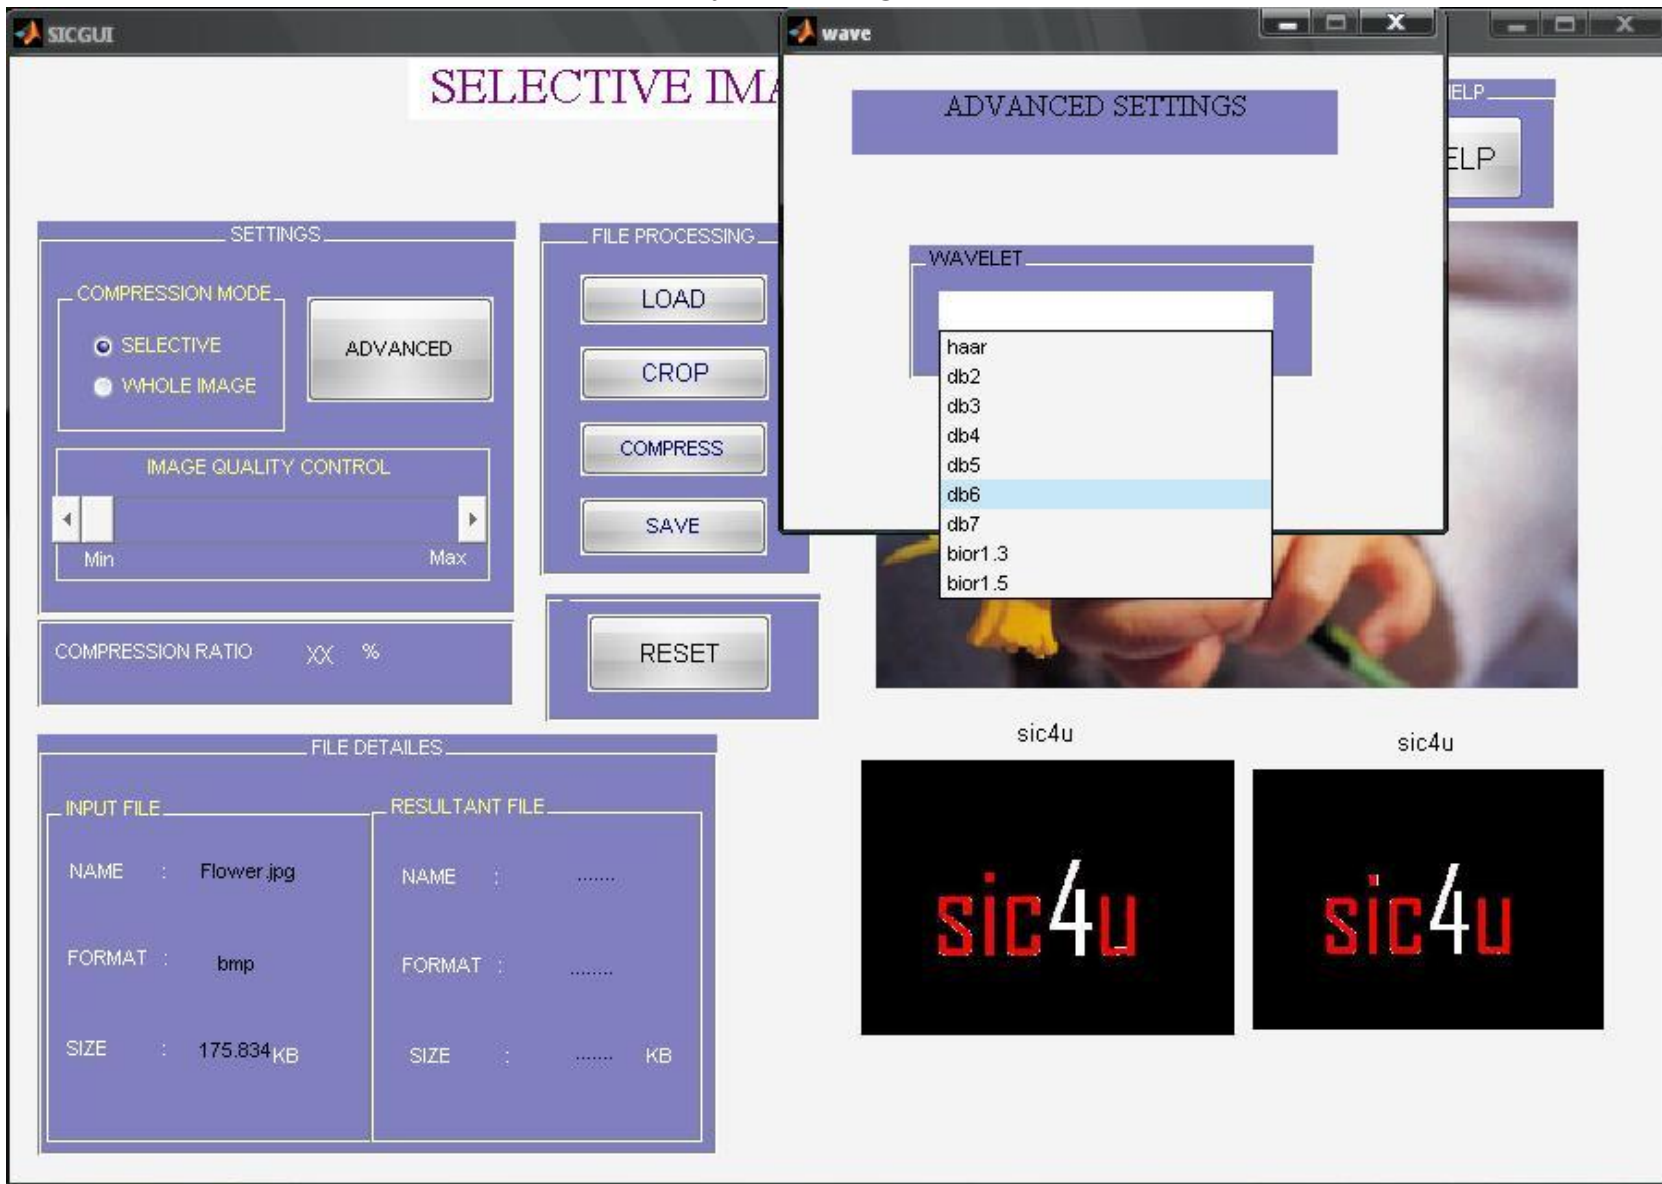 SICGUI
SELECTIVE IMA
SETTINGS
COMPRESSION MODE
SELECTIVE
WHOLE IMAGE
ADVANCED
IMAGE QUALITY CONTROL
Min
Max
COMPRESSION RATIO XX %
FILE PROCESSING
LOAD
CROP
COMPRESS
SAVE
RESET
wave
ADVANCED SETTINGS
WAVELET
haar
db2
db3
db4
db5
db6
db7
bior1.3
bior1.5
ELP
ELP
FILE DETAILES
INPUT FILE
NAME : Flower.jpg
FORMAT : bmp
SIZE : 175.834 KB
RESULTANT FILE
NAME : .......
FORMAT : ........
SIZE : ....... KB
sic4u
sic4u
sic4u
sic4u